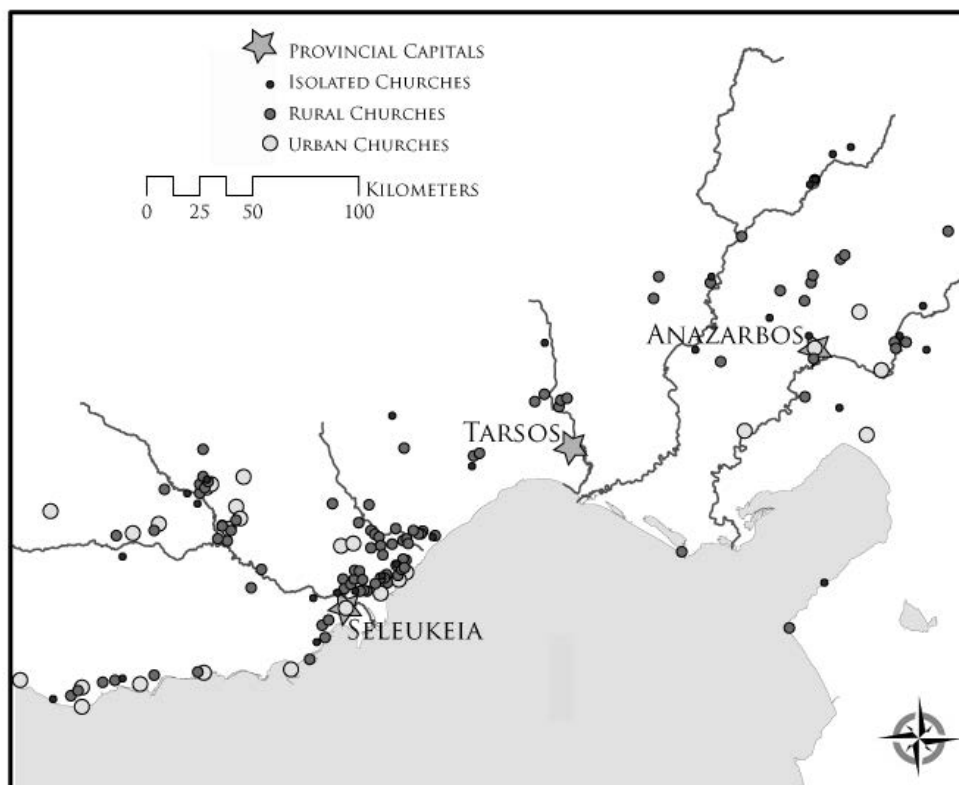 Provincial Capitals
Isolated Churches
Rural Churches
Urban Churches
Kilometers
0 25 50 100
Anazarbos
Tarsos
Seleukeia